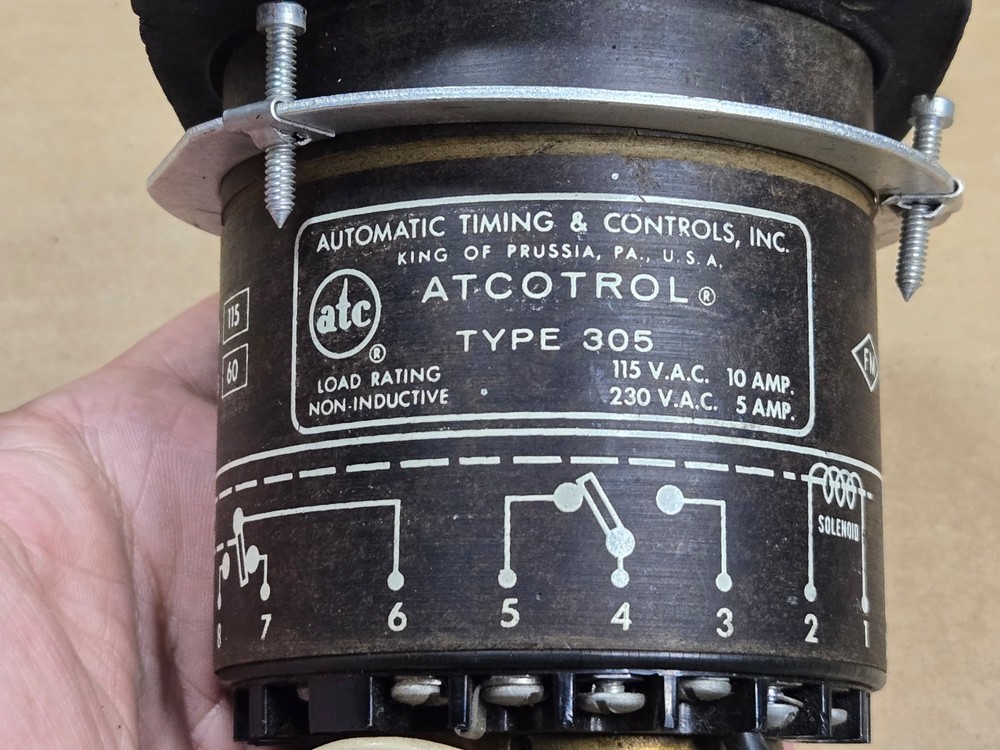 AUTOMATIC TIMING & CONTROLS, INC.
KING OF PRUSSIA, PA., U.S.A.
ATCOTROL®
atc ®
TYPE 305
LOAD RATING
NON-INDUCTIVE
115 V.A.C. 10 AMP.
230 V.A.C. 5 AMP.
115
60
FM
SOLENOID
8 7 6 5 4 3 2 1